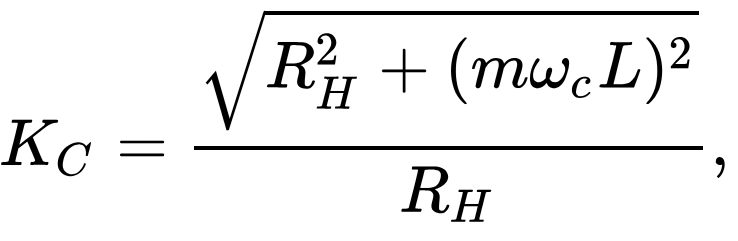 $K_C = \frac{\sqrt{R_H^2 + (m\omega_c L)^2}}{R_H},$